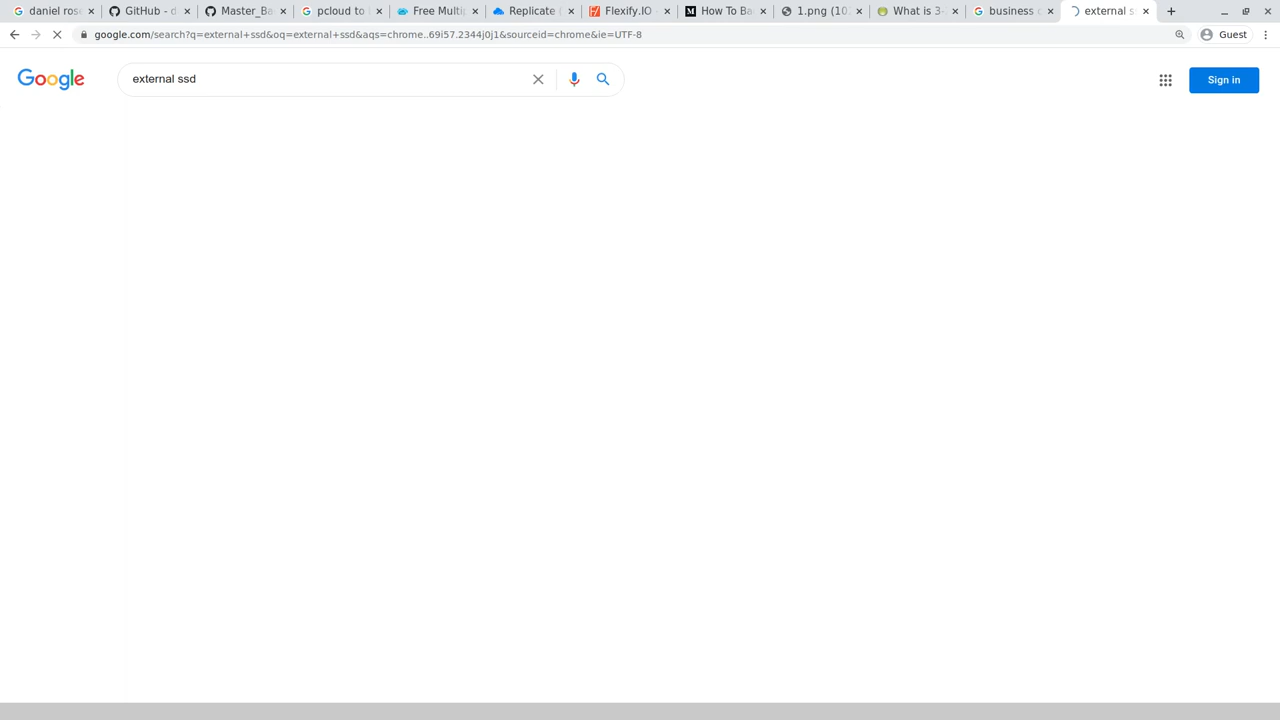 daniel rose
GitHub - d
Master_Ba
pcloud to
Free Multip
Replicate
Flexify.IO
How To Ba
1.png (10
What is 3-
business c
external s
google.com/search?q=external+ssd&oq=external+ssd&aqs=chrome..69i57.2344j0j1&sourceid=chrome&ie=UTF-8
Guest
Google
external ssd
Sign in